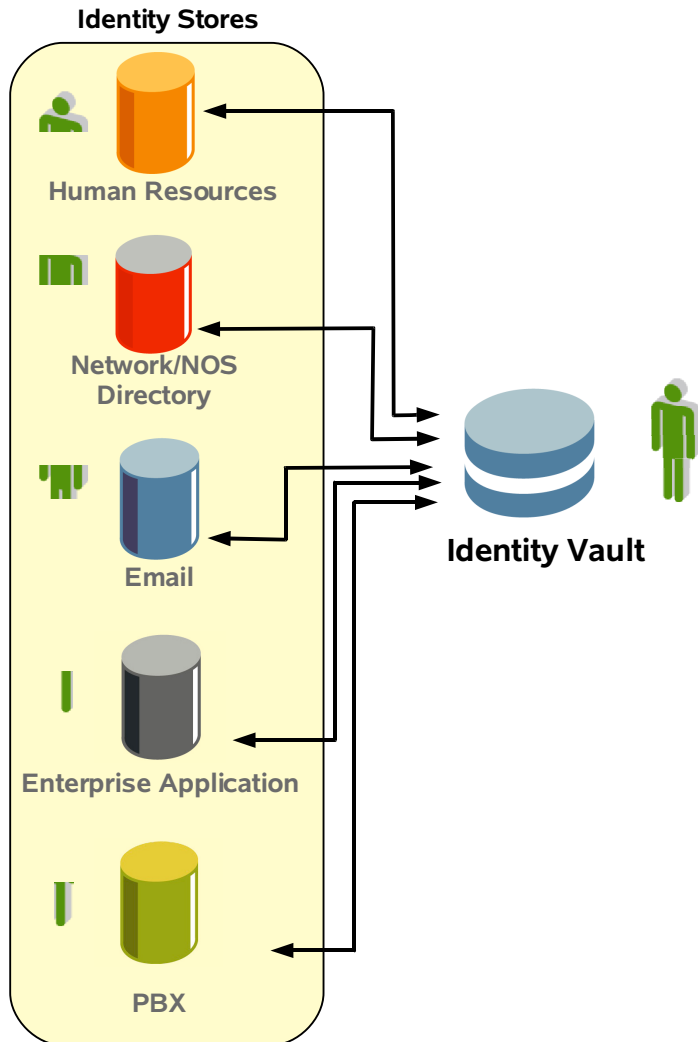 Identity Stores
Human Resources
Network/NOS
Directory
Email
Identity Vault
Enterprise Application
PBX